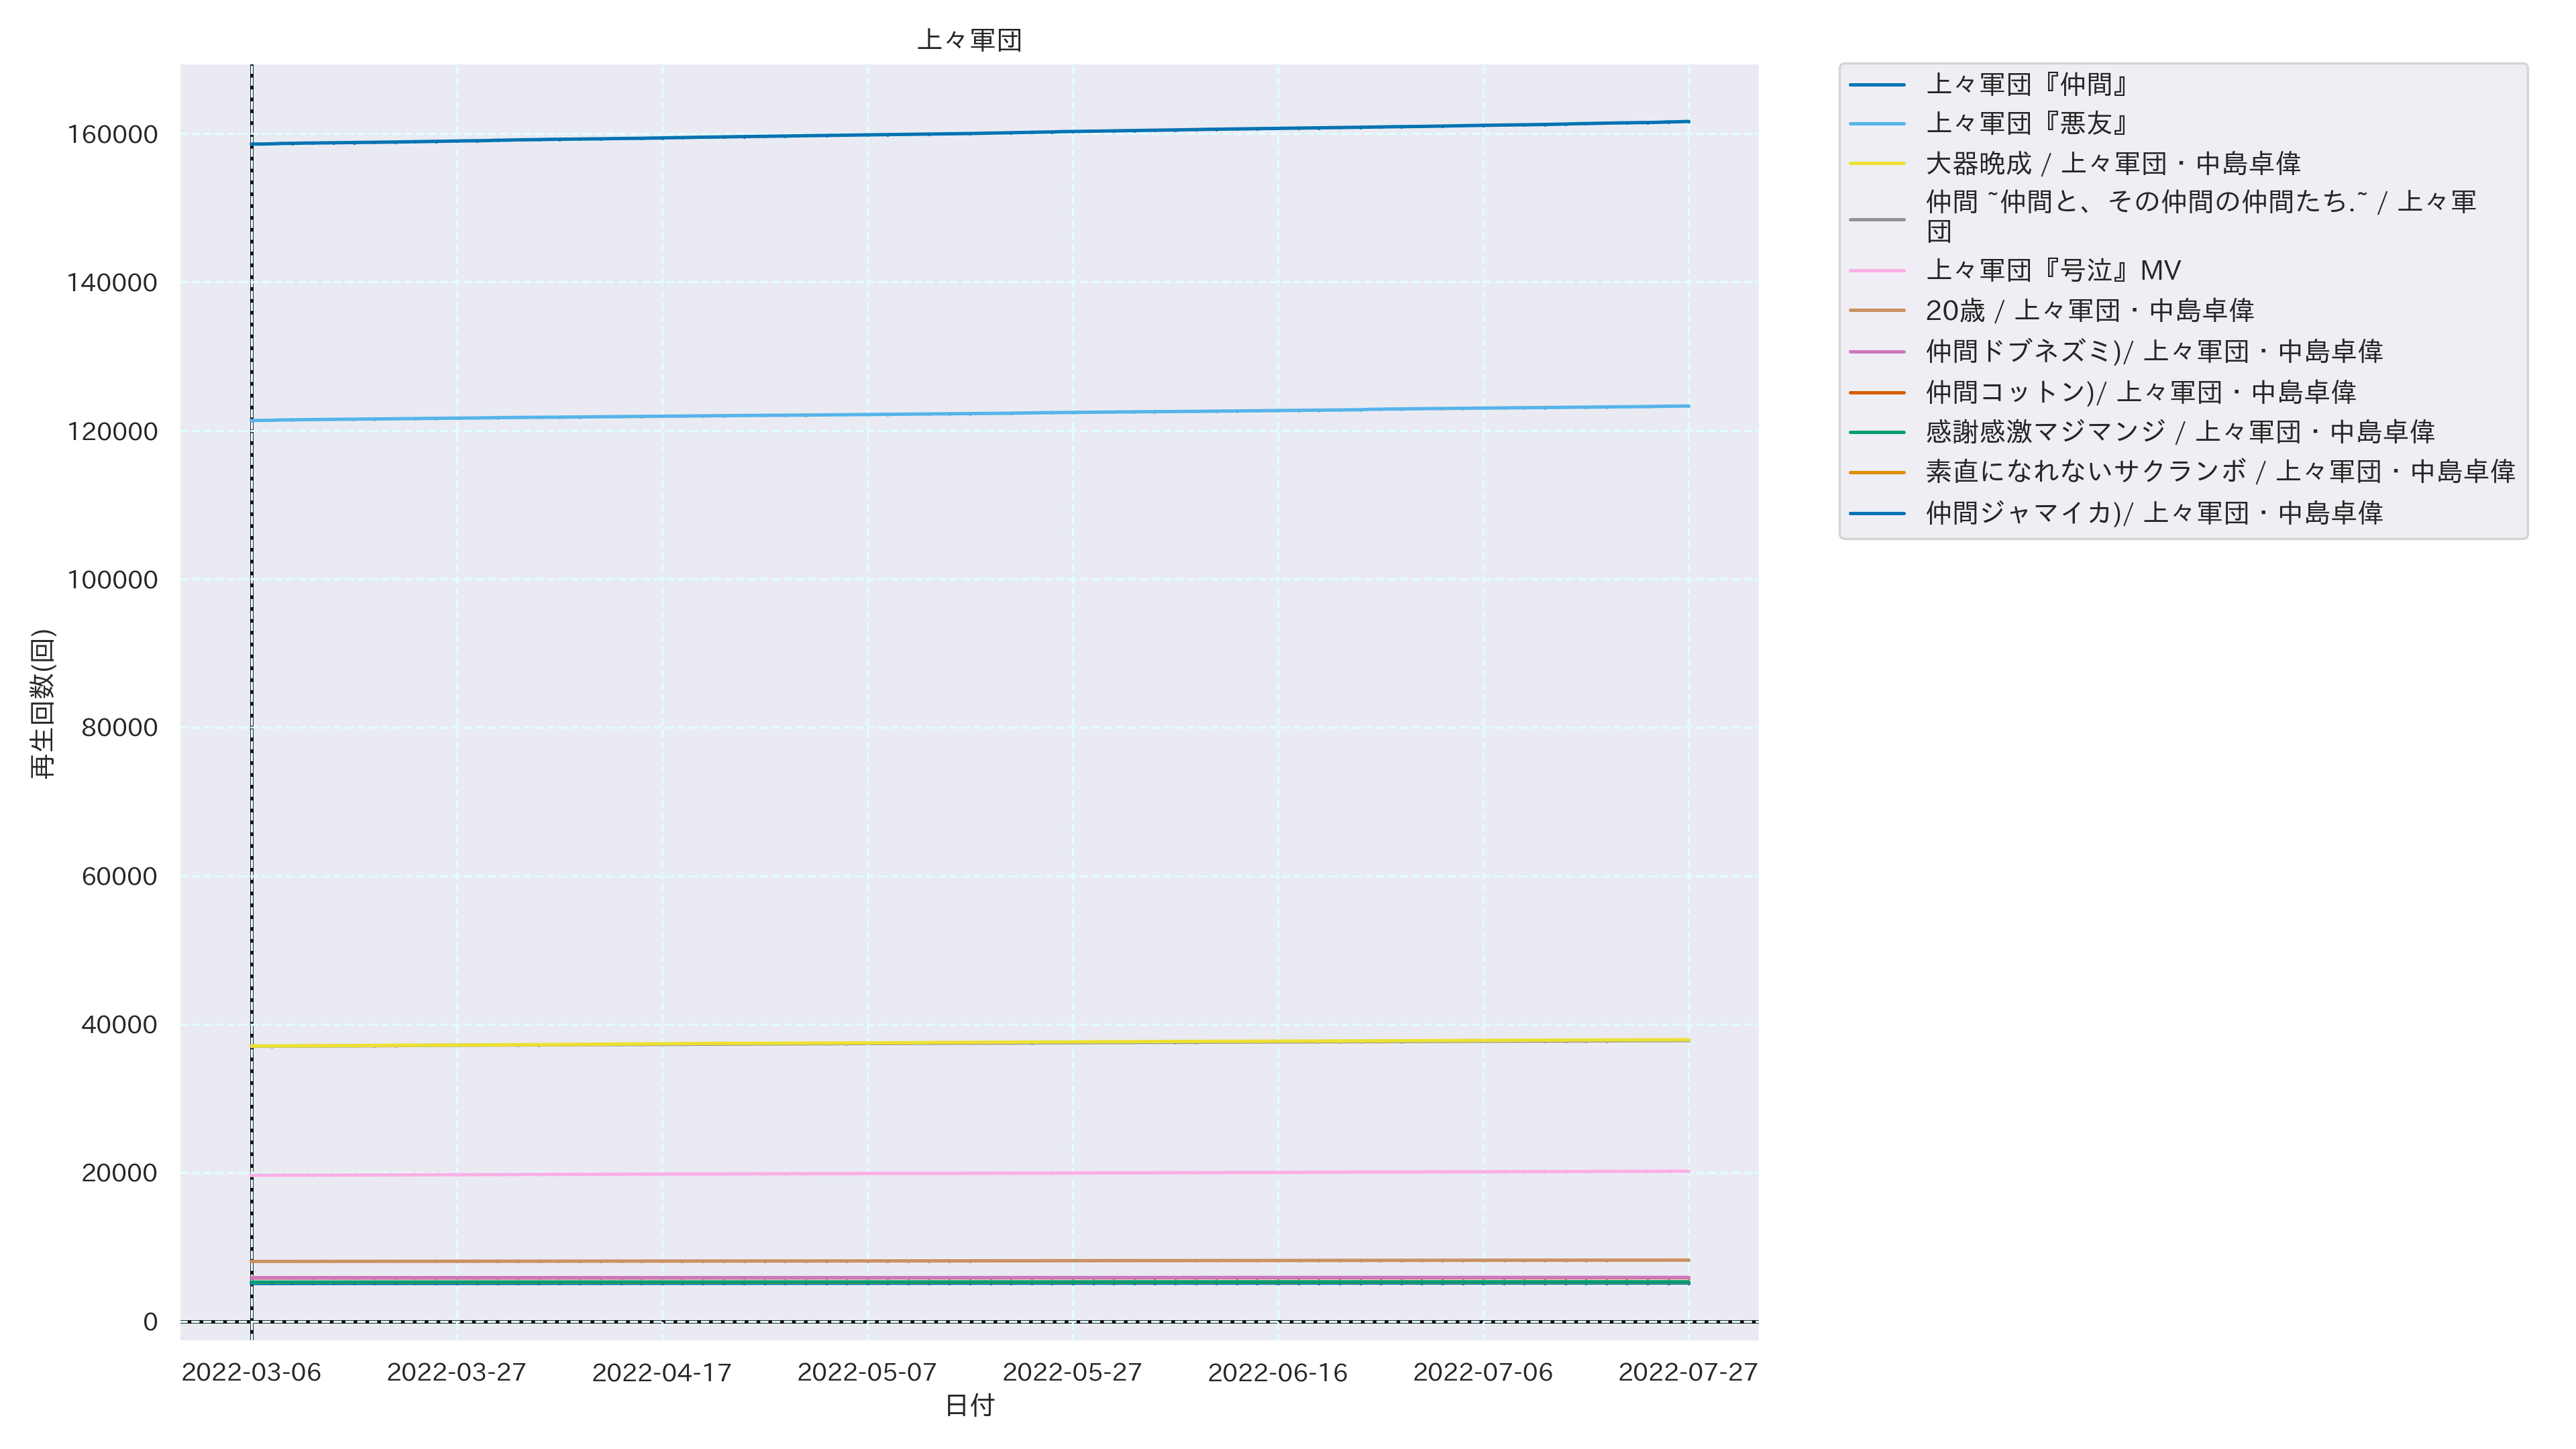 上々軍団
再生回数(回)
160000
140000
120000
100000
80000
60000
40000
20000
0
2022-03-06
2022-03-27
2022-04-17
2022-05-07
2022-05-27
2022-06-16
2022-07-06
2022-07-27
日付
上々軍団『仲間』
上々軍団『悪友』
大器晩成 / 上々軍団・中島卓偉
仲間 ~仲間と、その仲間の仲間たち.~ / 上々軍
団
上々軍団『号泣』MV
20歳 / 上々軍団・中島卓偉
仲間ドブネズミ)/ 上々軍団・中島卓偉
仲間コットン)/ 上々軍団・中島卓偉
感謝感激マジマンジ / 上々軍団・中島卓偉
素直になれないサクランボ / 上々軍団・中島卓偉
仲間ジャマイカ)/ 上々軍団・中島卓偉